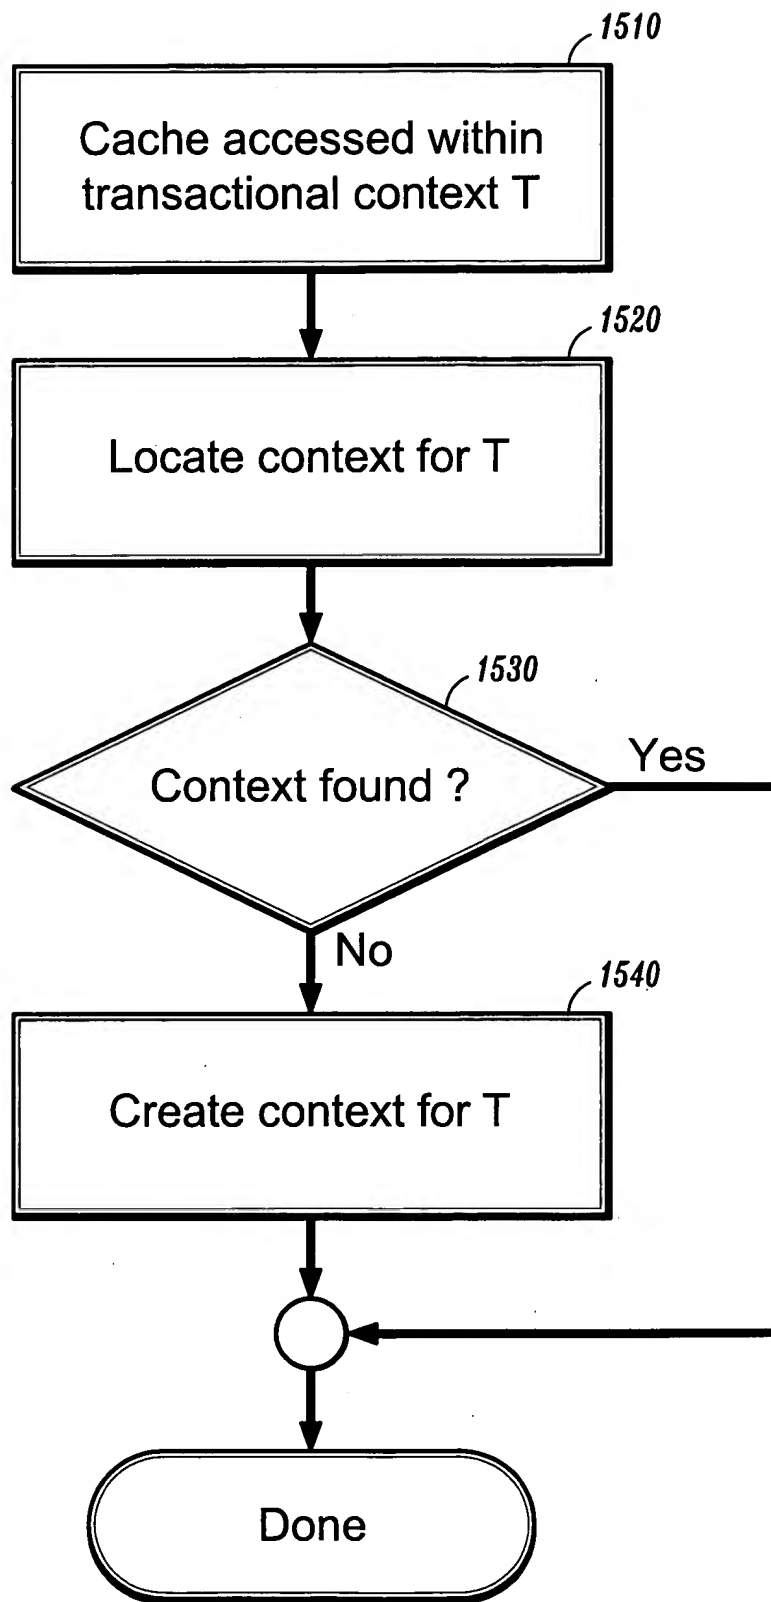 1510
Cache accessed within
transactional context T
1520
Locate context for T
1530
Context found ?
Yes
No
1540
Create context for T
Done